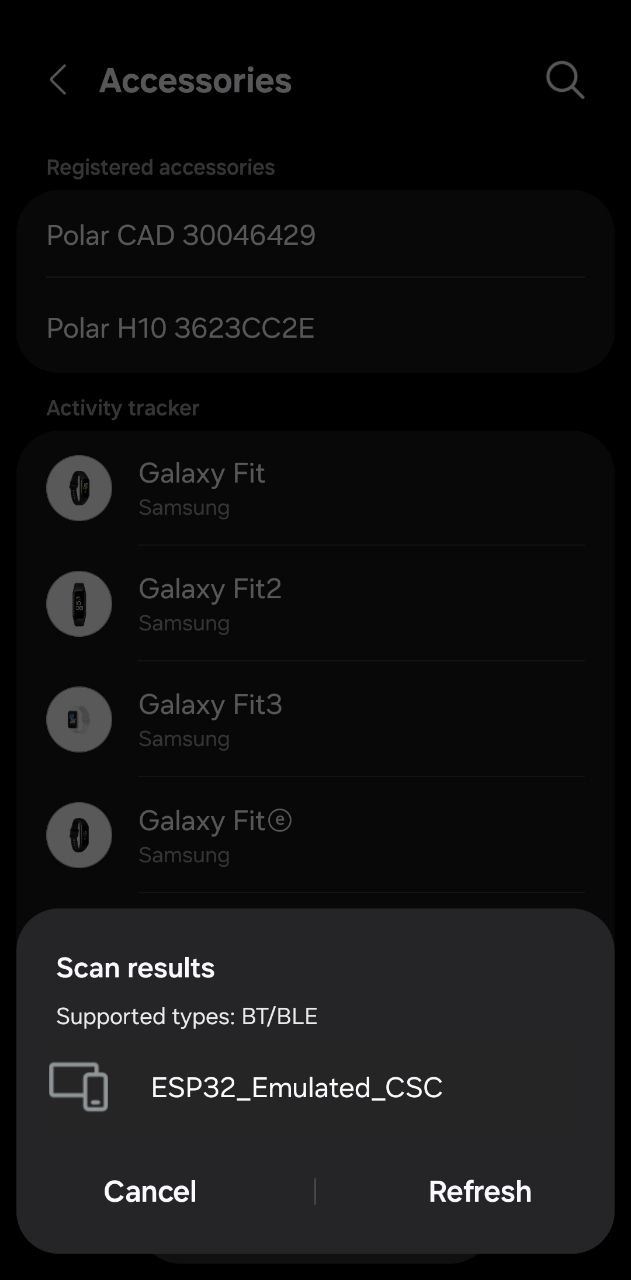 Accessories
Registered accessories
Polar CAD 30046429
Polar H10 3623CC2E
Activity tracker
Galaxy Fit
Samsung
Galaxy Fit2
Samsung
Galaxy Fit3
Samsung
Galaxy Fitⓔ
Samsung
Scan results
Supported types: BT/BLE
ESP32_Emulated_CSC
Cancel
Refresh